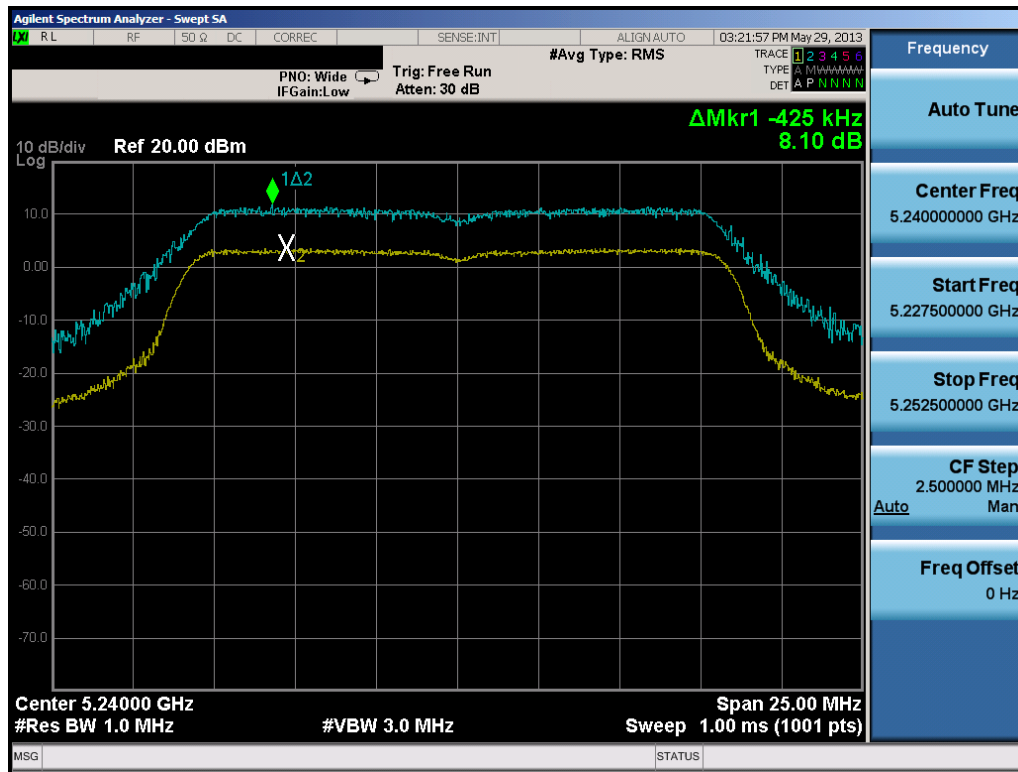 Agilent Spectrum Analyzer - Swept SA
LXI RL RF 50 Ω DC CORREC SENSE:INT ALIGN AUTO 03:21:57 PM May 29, 2013
PNO: Wide
IFGain:Low
Trig: Free Run
Atten: 30 dB
#Avg Type: RMS
TRACE 1 2 3 4 5 6
TYPE A M W W W W
DET A P N N N N
ΔMkr1 -425 kHz
8.10 dB
10 dB/div Ref 20.00 dBm
Log
1Δ2
10.0
X2
0.00
-10.0
-20.0
-30.0
-40.0
-50.0
-60.0
-70.0
Center 5.24000 GHz Span 25.00 MHz
#Res BW 1.0 MHz #VBW 3.0 MHz Sweep 1.00 ms (1001 pts)
MSG STATUS
Frequency
Auto Tune
Center Freq
5.240000000 GHz
Start Freq
5.227500000 GHz
Stop Freq
5.252500000 GHz
CF Step
2.500000 MHz
Auto Man
Freq Offset
0 Hz